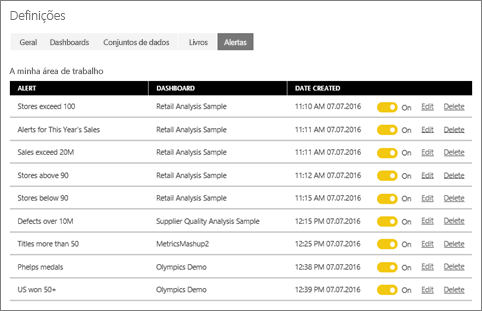 Definições
Geral Dashboards Conjuntos de dados Livros Alertas
A minha área de trabalho
ALERT DASHBOARD DATE CREATED
Stores exceed 100 Retail Analysis Sample 11:10 AM 07.07.2016 On Edit Delete
Alerts for This Year's Sales Retail Analysis Sample 11:11 AM 07.07.2016 On Edit Delete
Sales exceed 20M Retail Analysis Sample 11:11 AM 07.07.2016 On Edit Delete
Stores above 90 Retail Analysis Sample 11:12 AM 07.07.2016 On Edit Delete
Stores below 90 Retail Analysis Sample 11:15 AM 07.07.2016 On Edit Delete
Defects over 10M Supplier Quality Analysis Sample 12:15 PM 07.07.2016 On Edit Delete
Titles more than 50 MetricsMashup2 12:25 PM 07.07.2016 On Edit Delete
Phelps medals Olympics Demo 12:38 PM 07.07.2016 On Edit Delete
US won 50+ Olympics Demo 12:39 PM 07.07.2016 On Edit Delete